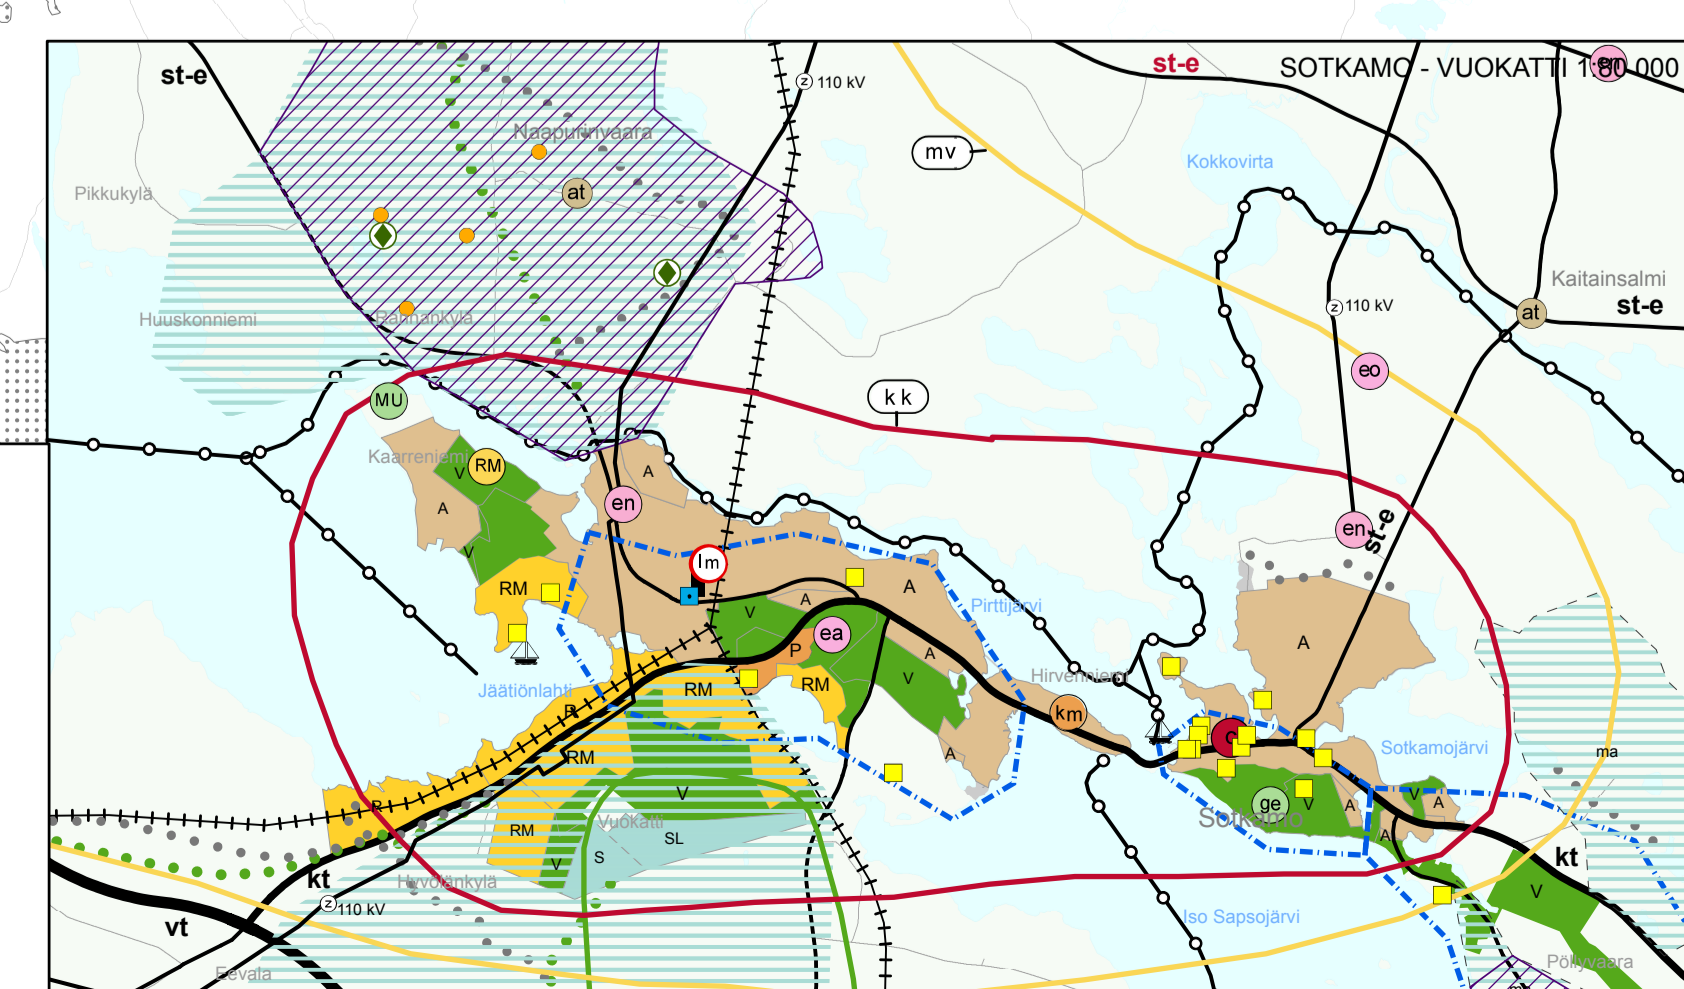 st-e
st-e
SOTKAMO - VUOKATTI 1:80 000
en
110 kV
Naapurinvaara
mv
Kokkovirta
Pikkukylä
at
Kaitainsalmi
110 kV
st-e
at
Huuskonniemi
Rannankylä
eo
MU
k k
Kaarreniemi
V
RM
A
A
en
en
st-e
V
lm
RM
A
A
V
Pirttijärvi
ea
P
A
A
V
Hirvenniemi
RM
RM
Jäätiönlahti
R
km
c
A
Sotkamojärvi
ma
RM
R
V
ge
V
A
V
A
Sotkamo
RM
Vuokatti
SL
V
S
A
kt
kt
Hyvölänkylä
V
110 kV
vt
Iso Sapsojärvi
Eevala
Pöllyvaara